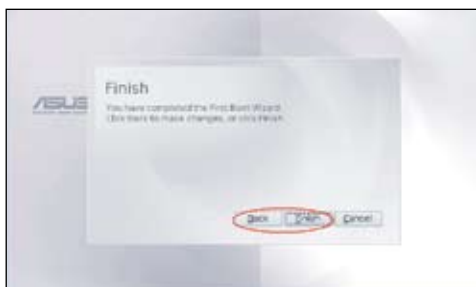 ASUS
Finish
You have completed the First Boot Wizard.
Click Back to make changes, or click Finish.
Back Finish Cancel